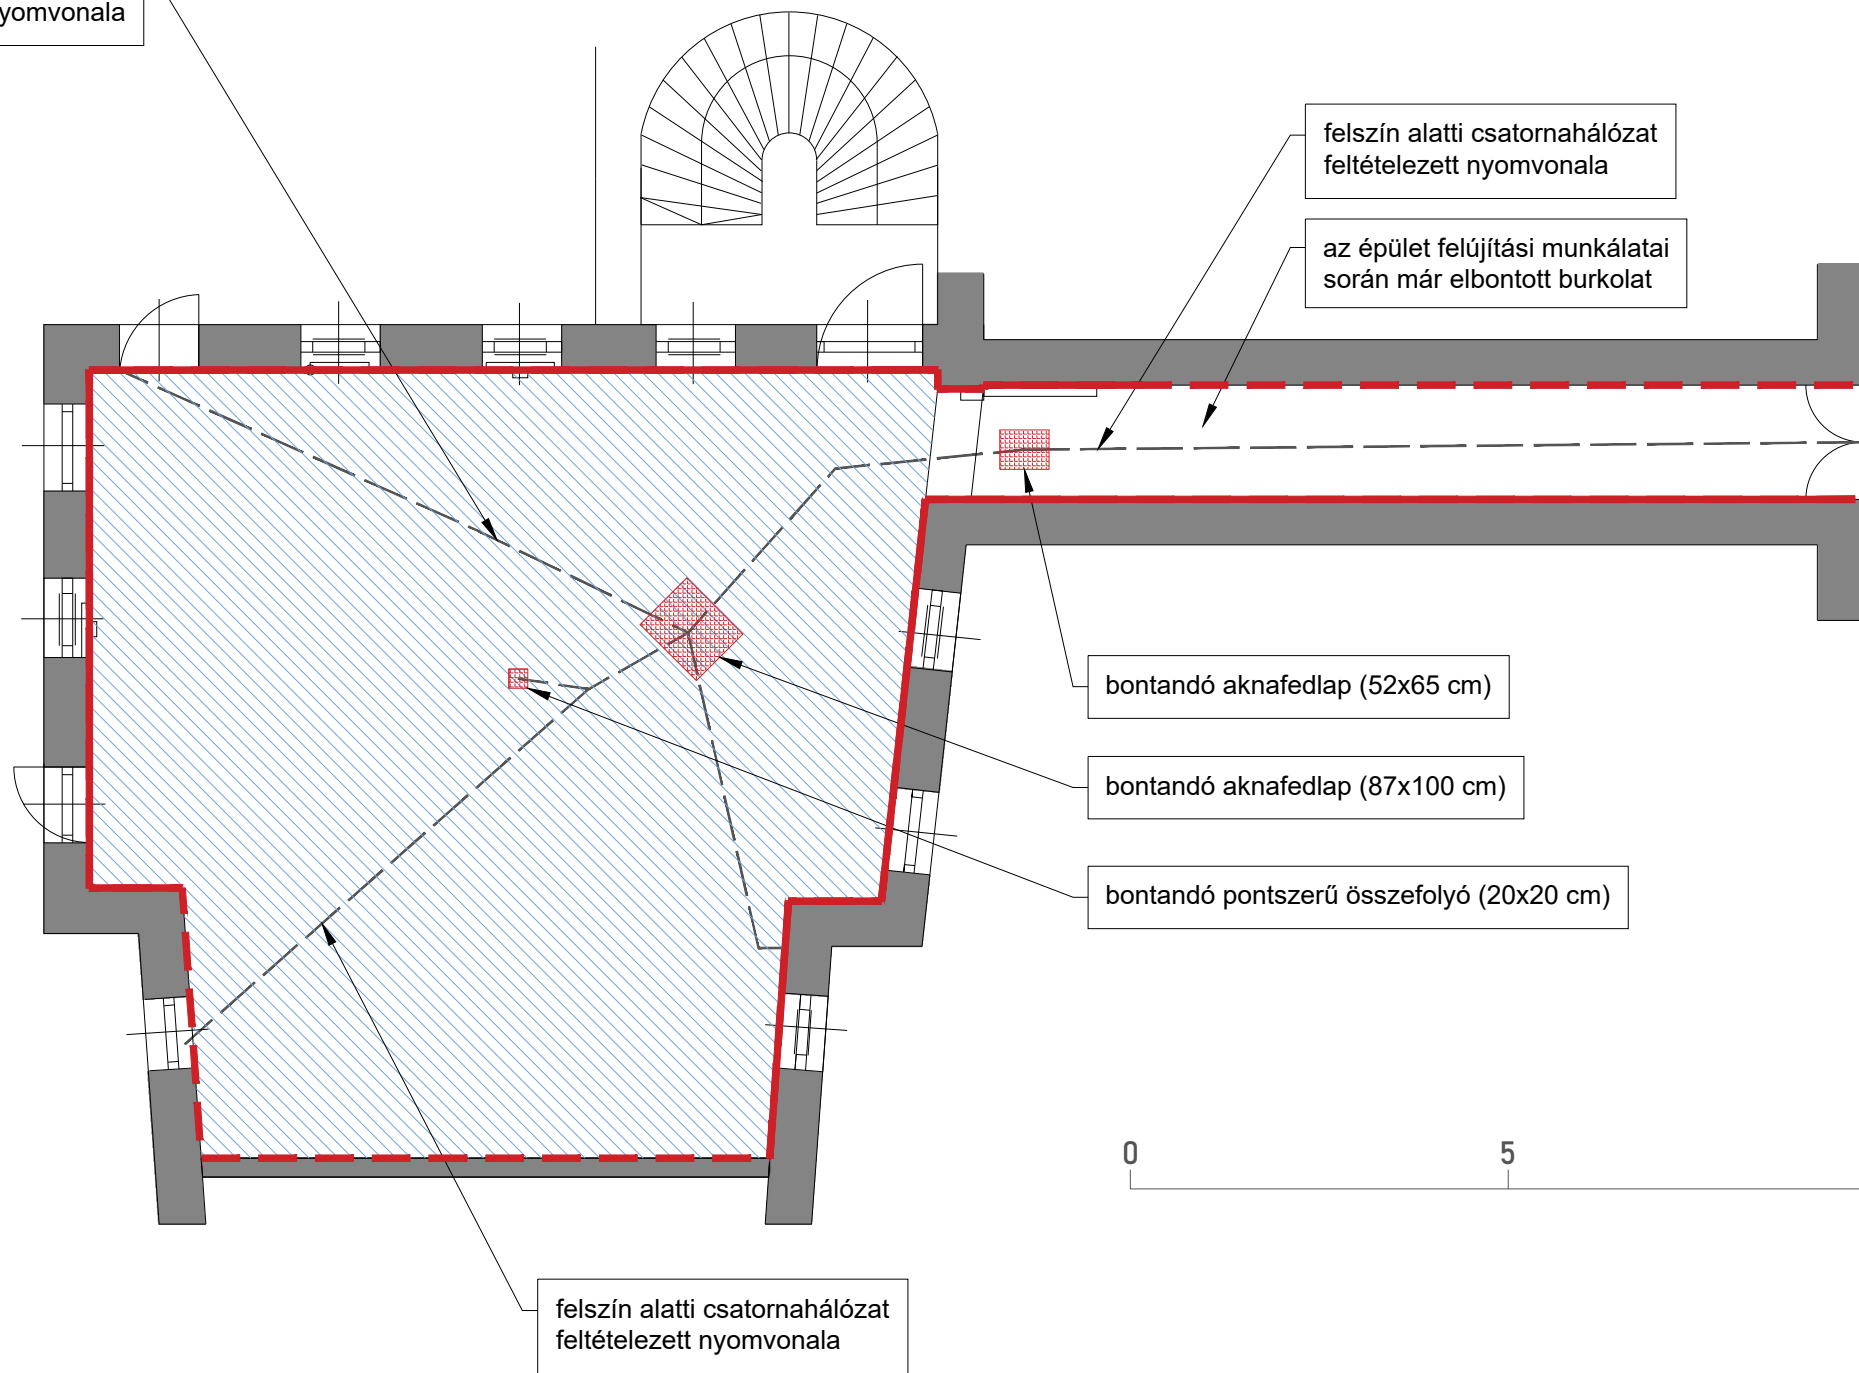 nyomvonala
felszín alatti csatornahálózat
feltételezett nyomvonala
az épület felújítási munkálatai
során már elbontott burkolat
bontandó aknafedlap (52x65 cm)
bontandó aknafedlap (87x100 cm)
bontandó pontszerű összefolyó (20x20 cm)
0 5
felszín alatti csatornahálózat
feltételezett nyomvonala